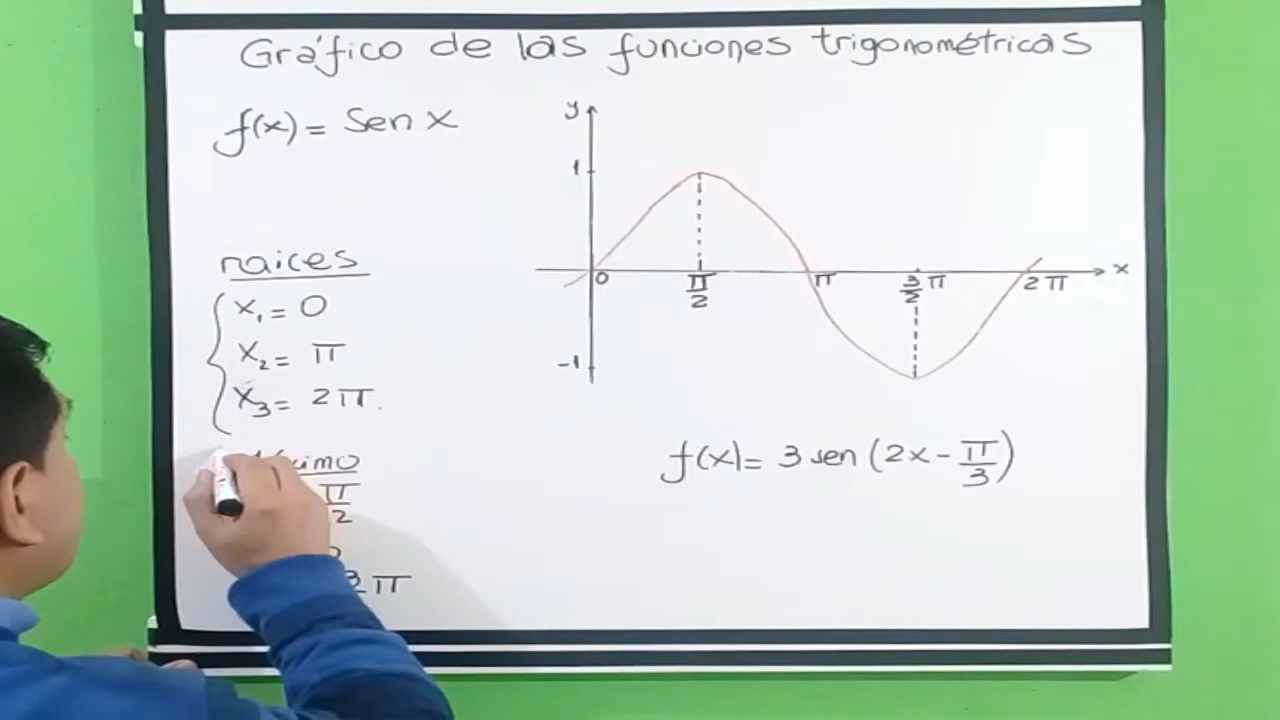 Gráfico de las funciones trigonométricas
f(x) = Sen x
y
1
-1
0
π/2
π
3/2 π
2π
x
raices
x₁ = 0
x₂ = π
x₃ = 2π.
π/2
π
f(x) = 3 sen (2x - π/3)